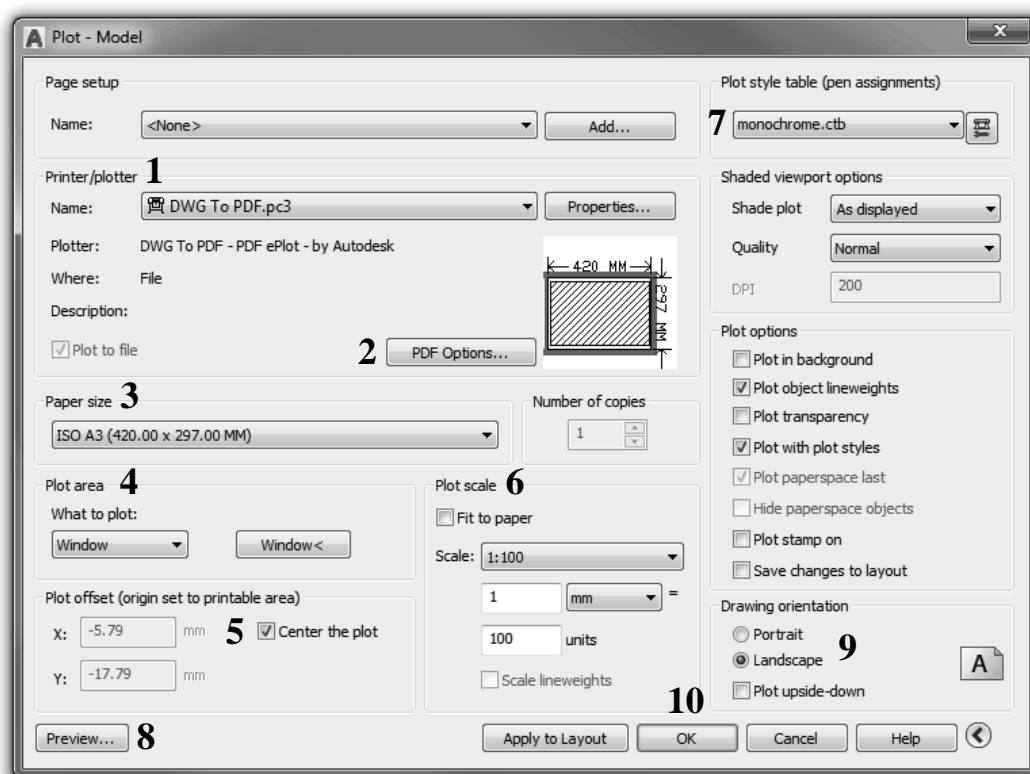 Plot - Model
Page setup
Name: <None> Add...
Plot style table (pen assignments)
7 monochrome.ctb
Printer/plotter 1
Name: DWG To PDF.pc3 Properties...
Plotter: DWG To PDF - PDF ePlot - by Autodesk
Where: File
Description:
Plot to file
2 PDF Options...
420 MM
297 MM
Shaded viewport options
Shade plot As displayed
Quality Normal
DPI 200
Paper size 3
ISO A3 (420.00 x 297.00 MM)
Number of copies
1
Plot options
Plot in background
Plot object lineweights
Plot transparency
Plot with plot styles
Plot paperspace last
Hide paperspace objects
Plot stamp on
Save changes to layout
Plot area 4
What to plot:
Window Window<
Plot scale 6
Fit to paper
Scale: 1:100
1 mm =
100 units
Scale lineweights
Plot offset (origin set to printable area)
X: -5.79 mm 5 Center the plot
Y: -17.79 mm
Drawing orientation
Portrait
Landscape 9
Plot upside-down
A
10
Preview... 8 Apply to Layout OK Cancel Help